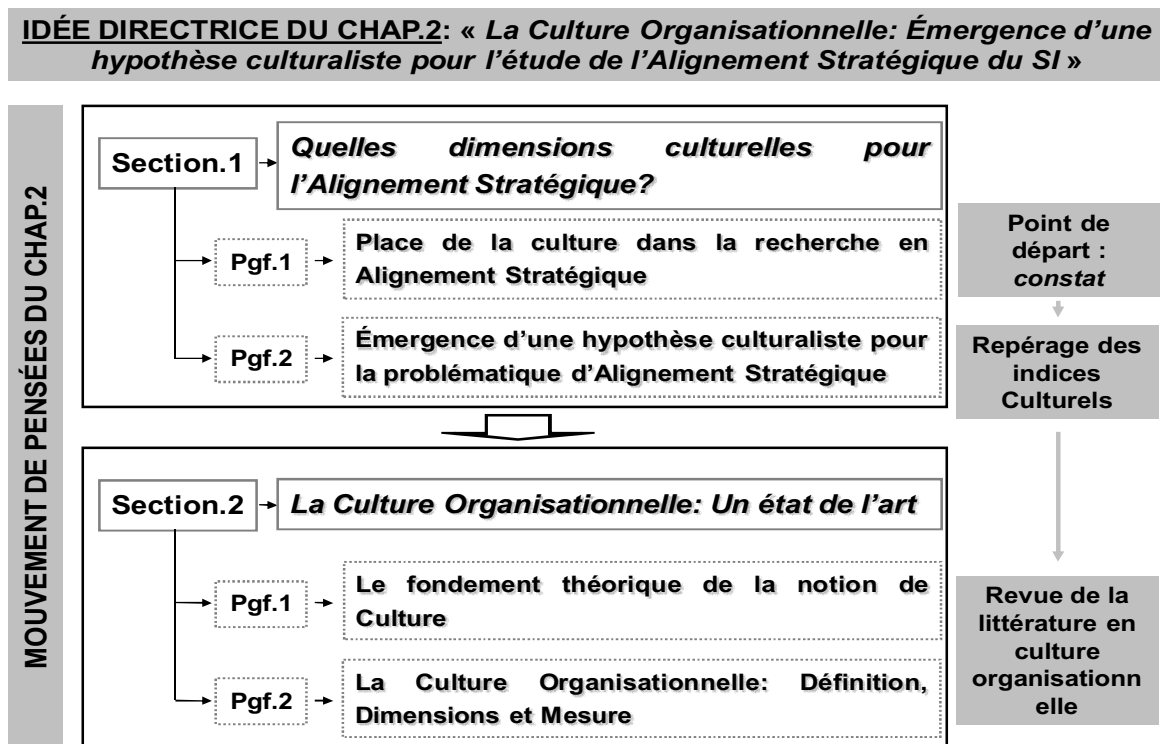 IDÉE DIRECTRICE DU CHAP.2: « La Culture Organisationnelle: Émergence d’une
hypothèse culturaliste pour l’étude de l’Alignement Stratégique du SI »
MOUVEMENT DE PENSÉES DU CHAP.2
Section.1
Quelles dimensions culturelles pour
l’Alignement Stratégique?
Pgf.1
Place de la culture dans la recherche en
Alignement Stratégique
Pgf.2
Émergence d’une hypothèse culturaliste pour
la problématique d’Alignement Stratégique
Point de
départ :
constat
Repérage des
indices
Culturels
Section.2
La Culture Organisationnelle: Un état de l’art
Pgf.1
Le fondement théorique de la notion de
Culture
Pgf.2
La Culture Organisationnelle: Définition,
Dimensions et Mesure
Revue de la
littérature en
culture
organisationn
elle